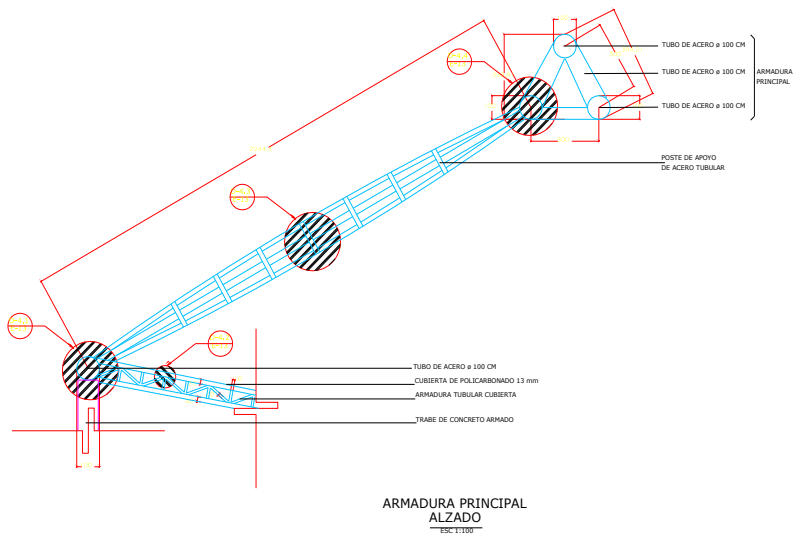 TUBO DE ACERO ø 100 CM
TUBO DE ACERO ø 100 CM
ARMADURA
PRINCIPAL
TUBO DE ACERO ø 100 CM
POSTE DE APOYO
DE ACERO TUBULAR
TUBO DE ACERO ø 100 CM
CUBIERTA DE POLICARBONADO 13 mm
ARMADURA TUBULAR CUBIERTA
TRABE DE CONCRETO ARMADO
ARMADURA PRINCIPAL
ALZADO
ESC 1:100